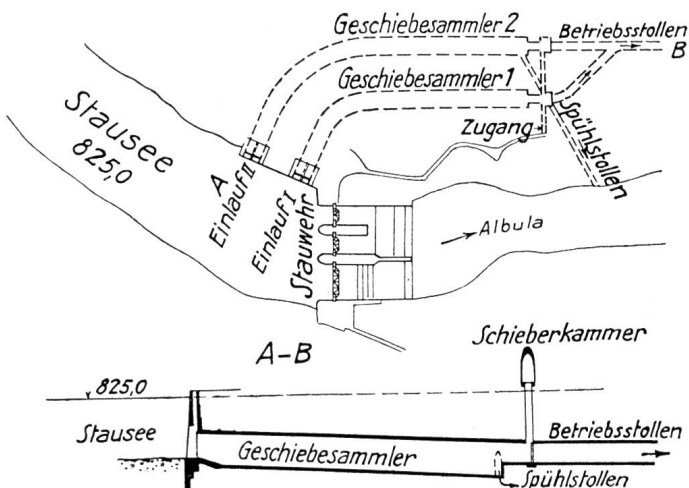 Geschiebesammler 2
Betriebsstollen
B
Geschiebesammler 1
Stausee
825,0
Zugang
Spühlstollen
A
Einlauf II
Einlauf I
Stauwehr
Albula
A-B
Schieberkammer
825,0
Stausee
Geschiebesammler
Betriebsstollen
Spühlstollen